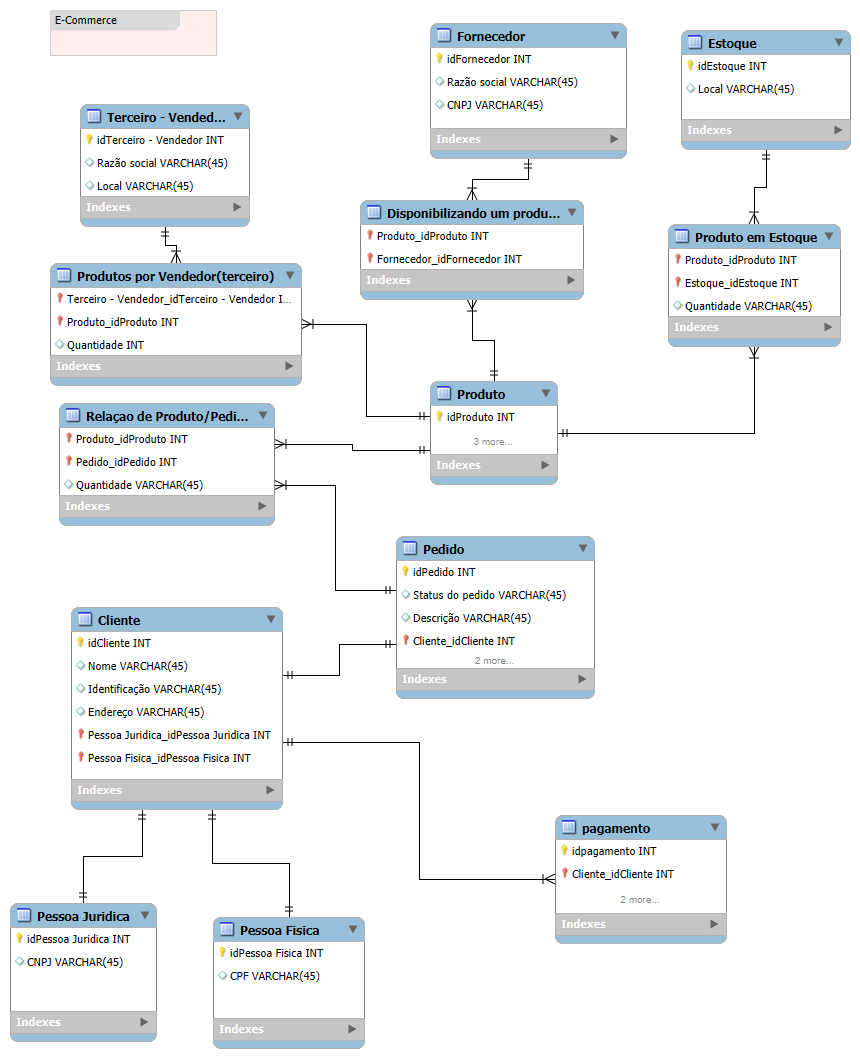 E-Commerce
Fornecedor
idFornecedor INT
Razão social VARCHAR(45)
CNPJ VARCHAR(45)
Indexes
Estoque
idEstoque INT
Local VARCHAR(45)
Indexes
Terceiro - Vended...
idTerceiro - Vendedor INT
Razão social VARCHAR(45)
Local VARCHAR(45)
Indexes
Disponibilizando um produ...
Produto_idProduto INT
Fornecedor_idFornecedor INT
Indexes
Produto em Estoque
Produto_idProduto INT
Estoque_idEstoque INT
Quantidade VARCHAR(45)
Indexes
Produtos por Vendedor(terceiro)
Terceiro - Vendedor_idTerceiro - Vendedor I...
Produto_idProduto INT
Quantidade INT
Indexes
Produto
idProduto INT
3 more...
Indexes
Relaçao de Produto/Pedi...
Produto_idProduto INT
Pedido_idPedido INT
Quantidade VARCHAR(45)
Indexes
Pedido
idPedido INT
Status do pedido VARCHAR(45)
Descrição VARCHAR(45)
Cliente_idCliente INT
2 more...
Indexes
Cliente
idCliente INT
Nome VARCHAR(45)
Identificação VARCHAR(45)
Endereço VARCHAR(45)
Pessoa Juridica_idPessoa Juridica INT
Pessoa Fisica_idPessoa Fisica INT
Indexes
pagamento
idpagamento INT
Cliente_idCliente INT
2 more...
Indexes
Pessoa Juridica
idPessoa Juridica INT
CNPJ VARCHAR(45)
Indexes
Pessoa Fisica
idPessoa Fisica INT
CPF VARCHAR(45)
Indexes